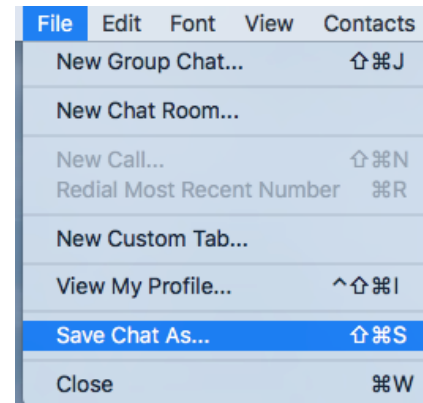 File Edit Font View Contacts
New Group Chat... ⇧⌘J
New Chat Room...
New Call... ⇧⌘N
Redial Most Recent Number ⌘R
New Custom Tab...
View My Profile... ^⇧⌘I
Save Chat As... ⇧⌘S
Close ⌘W